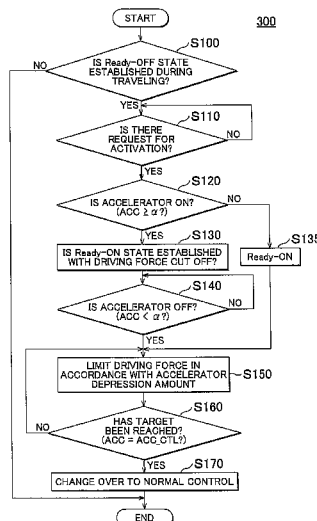 300
START
S100
IS Ready-OFF STATE
ESTABLISHED DURING
TRAVELING?
NO
YES
S110
IS THERE
REQUEST FOR
ACTIVATION?
NO
YES
S120
IS ACCELERATOR ON?
(ACC ≥ α?)
NO
YES
S130
IS Ready-ON STATE ESTABLISHED
WITH DRIVING FORCE CUT OFF?
S135
Ready-ON
S140
IS ACCELERATOR OFF?
(ACC < α?)
NO
YES
LIMIT DRIVING FORCE IN
ACCORDANCE WITH ACCELERATOR
DEPRESSION AMOUNT
S150
S160
HAS TARGET
BEEN REACHED?
(ACC = ACC_CTL?)
NO
YES
S170
CHANGE OVER TO NORMAL CONTROL
END